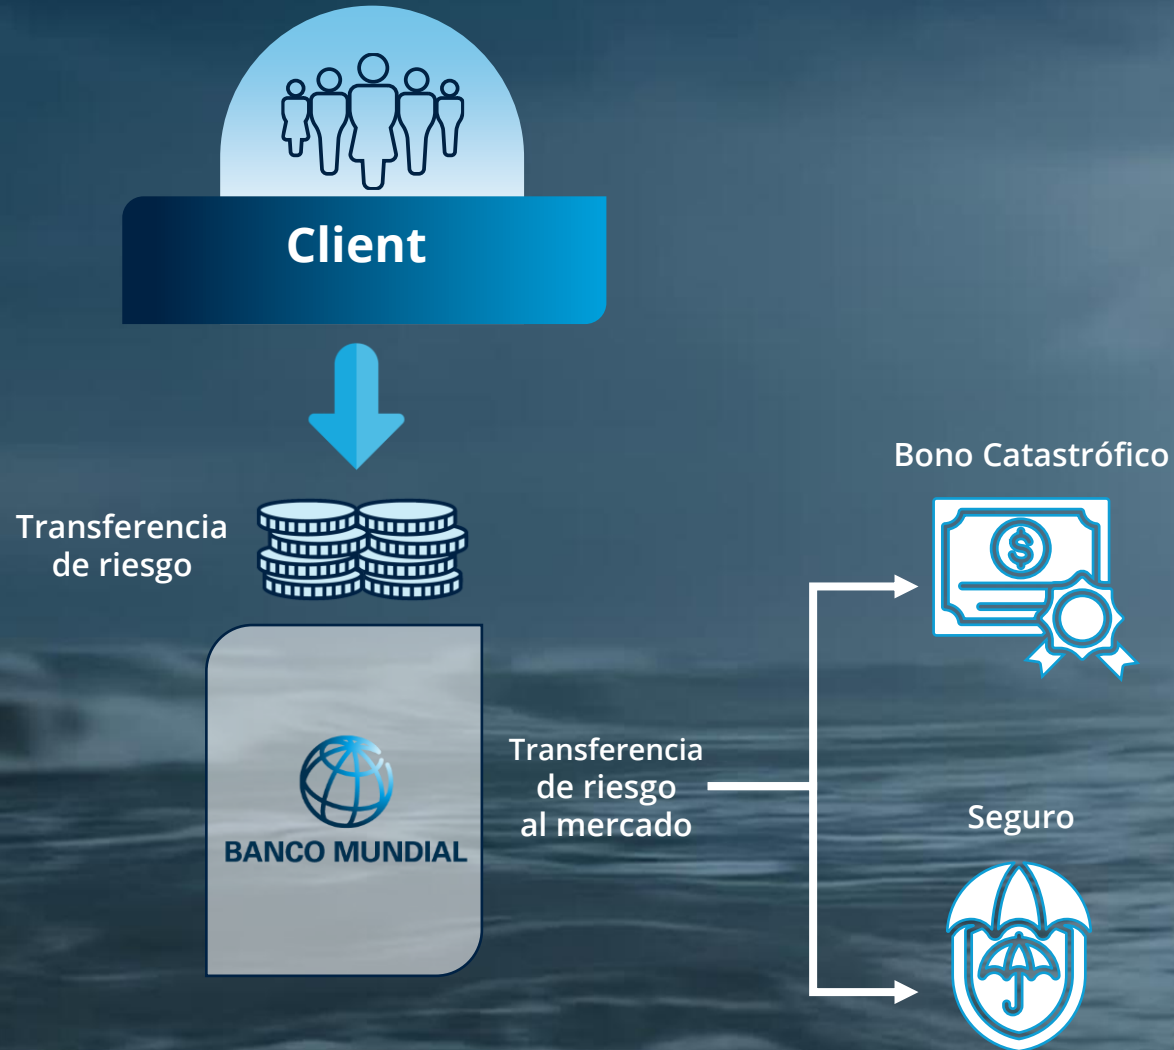 Client
Transferencia
de riesgo
BANCO MUNDIAL
Transferencia
de riesgo
al mercado
Bono Catastrófico
$
Seguro